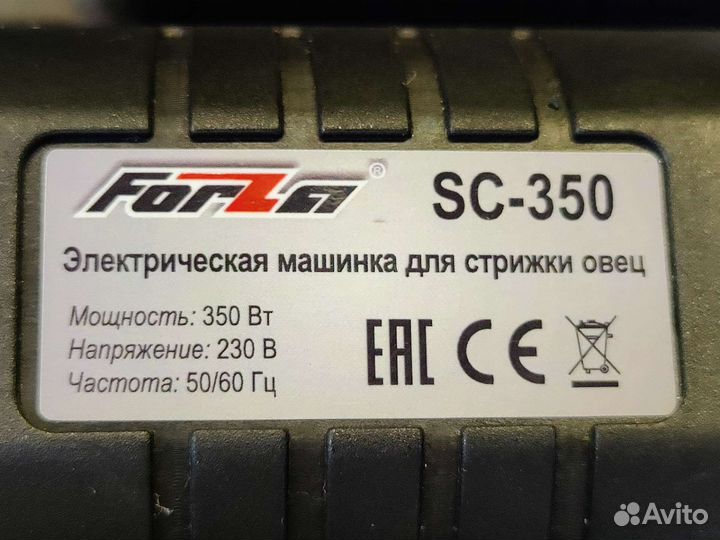 Forza® SC-350
Электрическая машинка для стрижки овец
Мощность: 350 Вт
Напряжение: 230 В
Частота: 50/60 Гц
EAC CE
Avito